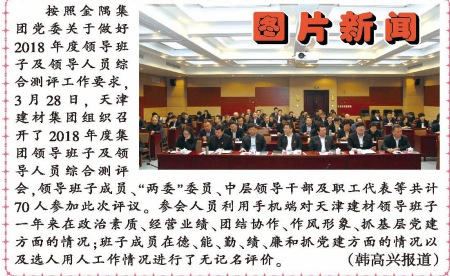 图片新闻
按照金隅集
团党委关于做好
2018年度领导班
子及领导人员综
合测评工作要求，
3月28日，天津
建材集团组织召
开了2018年度集
团领导班子及领
导人员综合测评
会，领导班子成员、“两委”委员、中层领导干部及职工代表等共计
70人参加此次评议。参会人员利用手机端对天津建材领导班子
一年来在政治素质、经营业绩、团结协作、作风形象、抓基层党建
方面的情况；班子成员在德、能、勤、绩、廉和抓党建方面的情况以
及选人用人工作情况进行了无记名评价。　（韩高兴报道）